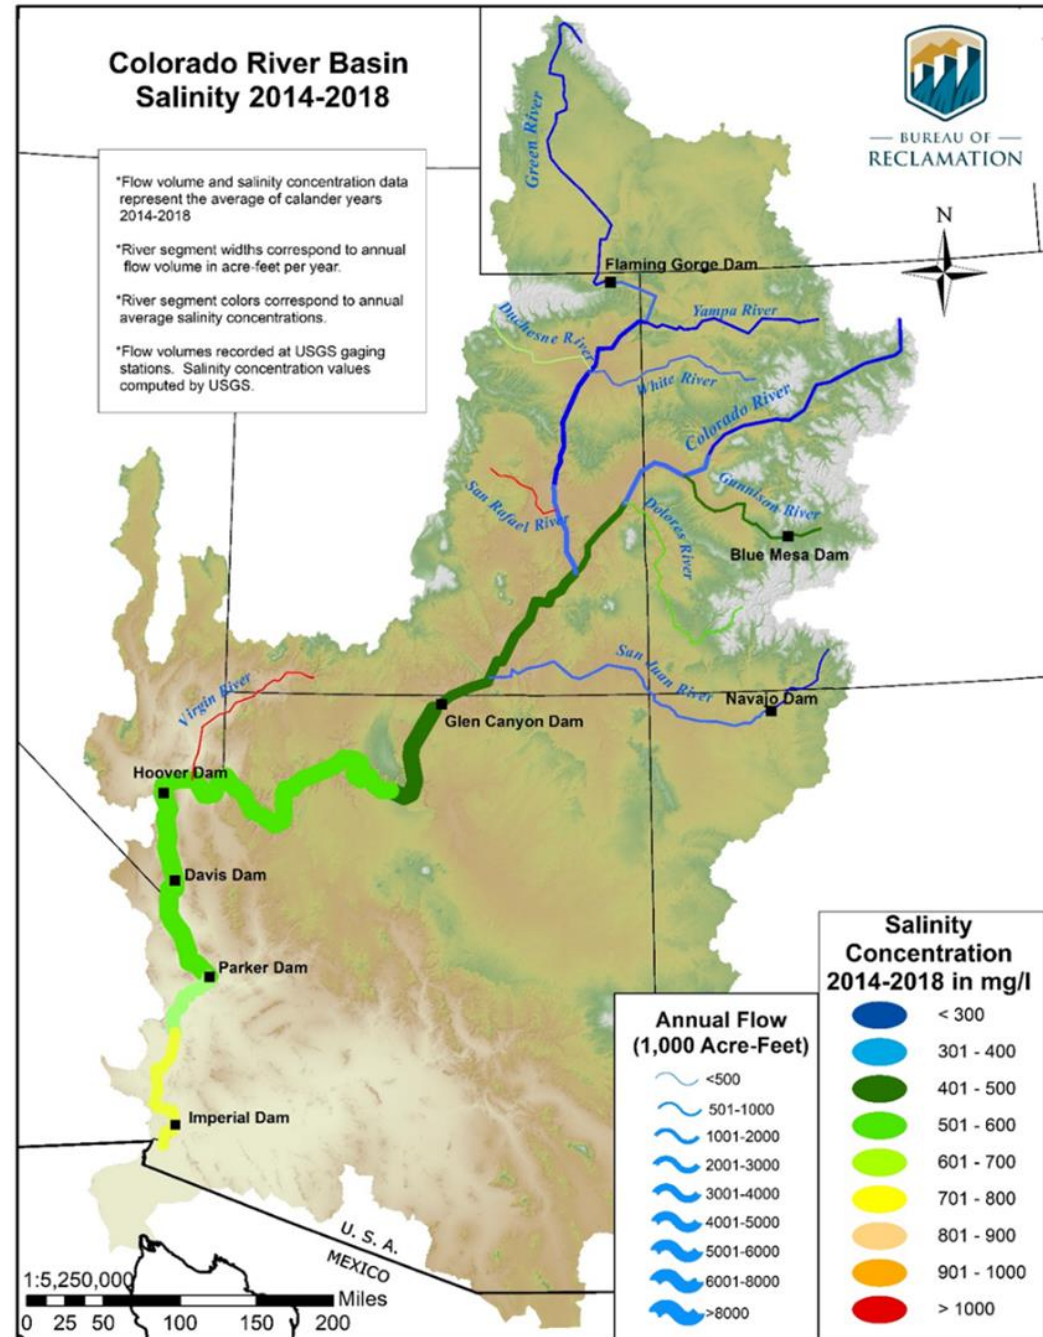 Colorado River Basin
Salinity 2014-2018
*Flow volume and salinity concentration data
represent the average of calander years
2014-2018
*River segment widths correspond to annual
flow volume in acre-feet per year.
*River segment colors correspond to annual
average salinity concentrations.
*Flow volumes recorded at USGS gaging
stations. Salinity concentration values
computed by USGS.
BUREAU OF
RECLAMATION
N
Green River
Flaming Gorge Dam
Duchesne River
Yampa River
White River
Colorado River
San Rafael River
Gunnison River
Dolores River
Blue Mesa Dam
San Juan River
Navajo Dam
Virgin River
Glen Canyon Dam
Hoover Dam
Davis Dam
Parker Dam
Imperial Dam
U. S. A.
MEXICO
1:5,250,000
Miles
0 25 50 100 150 200
Annual Flow
(1,000 Acre-Feet)
<500
501-1000
1001-2000
2001-3000
3001-4000
4001-5000
5001-6000
6001-8000
>8000
Salinity
Concentration
2014-2018 in mg/l
< 300
301 - 400
401 - 500
501 - 600
601 - 700
701 - 800
801 - 900
901 - 1000
> 1000